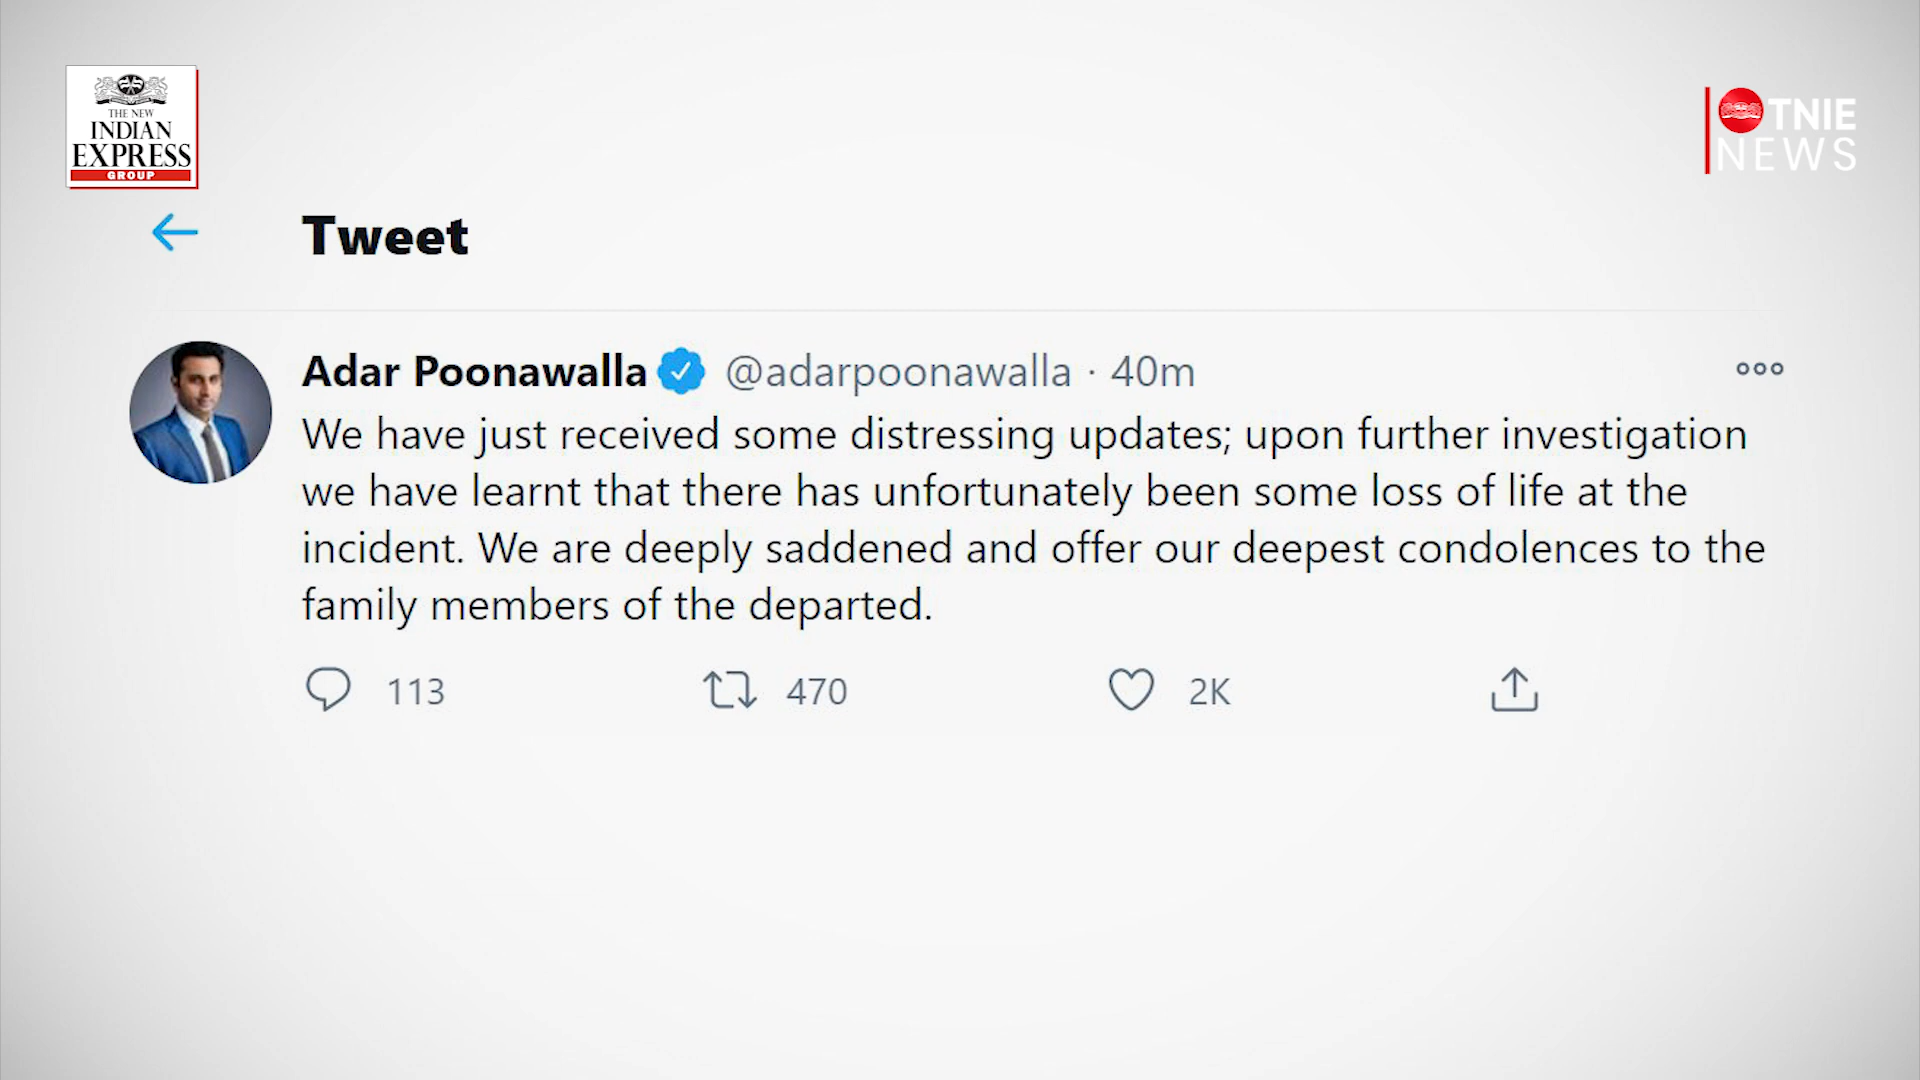 THE NEW
INDIAN
EXPRESS
GROUP
TNIE
NEWS
Tweet
Adar Poonawalla @adarpoonawalla · 40m
We have just received some distressing updates; upon further investigation
we have learnt that there has unfortunately been some loss of life at the
incident. We are deeply saddened and offer our deepest condolences to the
family members of the departed.
113 470 2K